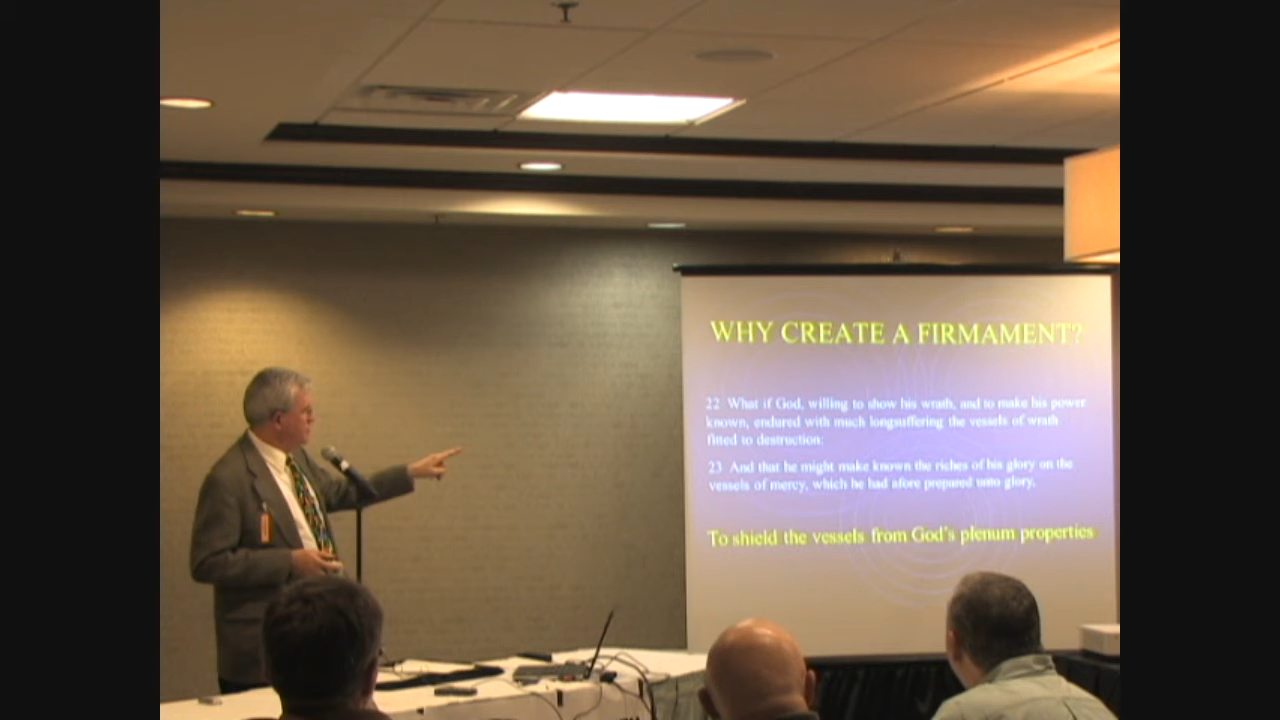 WHY CREATE A FIRMAMENT?
22 What if God, willing to show his wrath, and to make his power
known, endured with much longsuffering the vessels of wrath
fitted to destruction:
23 And that he might make known the riches of his glory on the
vessels of mercy, which he had afore prepared unto glory,
To shield the vessels from God's plenum properties